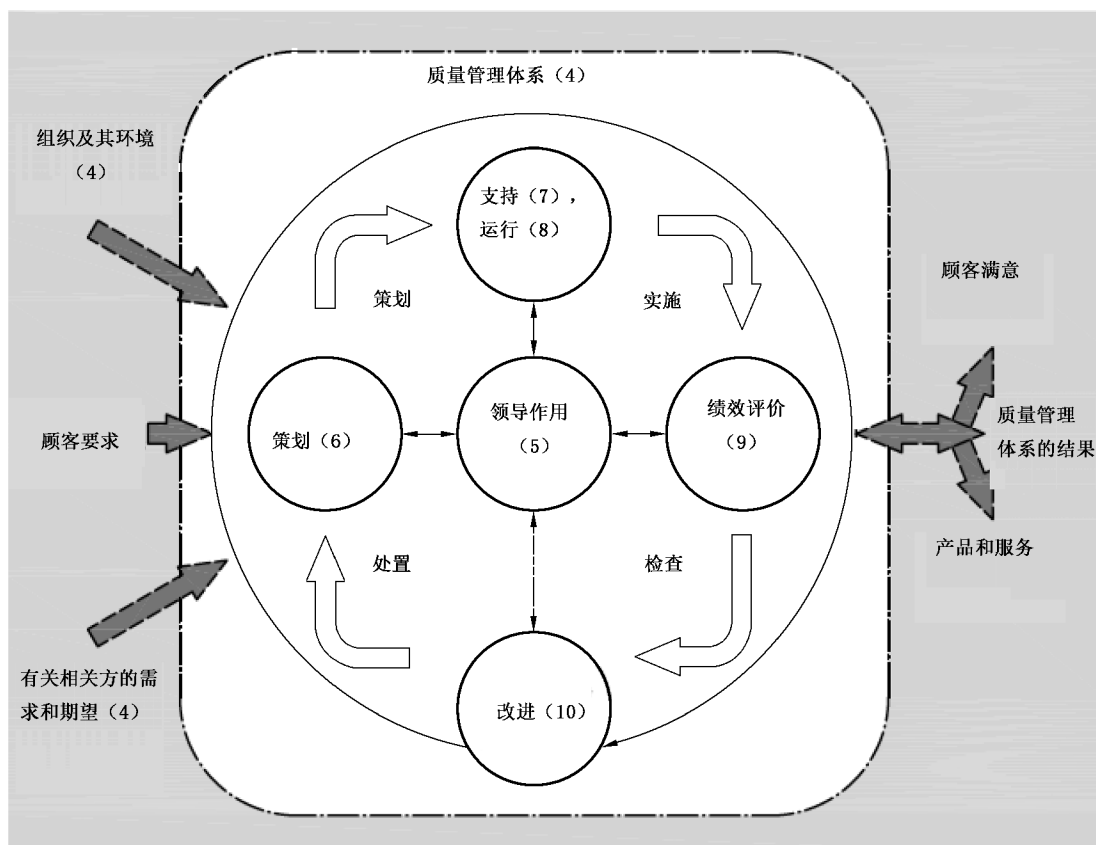 质量管理体系（4）
组织及其环境
（4）
支持（7），
运行（8）
顾客满意
策划
实施
顾客要求
策划（6）
领导作用
（5）
绩效评价
（9）
质量管理
体系的结果
处置
检查
产品和服务
有关相关方的需
求和期望（4）
改进（10）